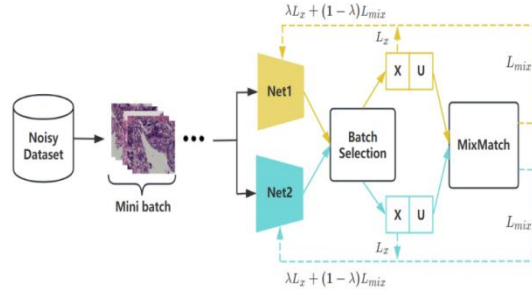 λL_x + (1 − λ)L_mix
L_x
L_mix
X U
Net1
Noisy
Dataset
Mini batch
Batch
Selection
MixMatch
Net2
X U
L_mix
L_x
λL_x + (1 − λ)L_mix